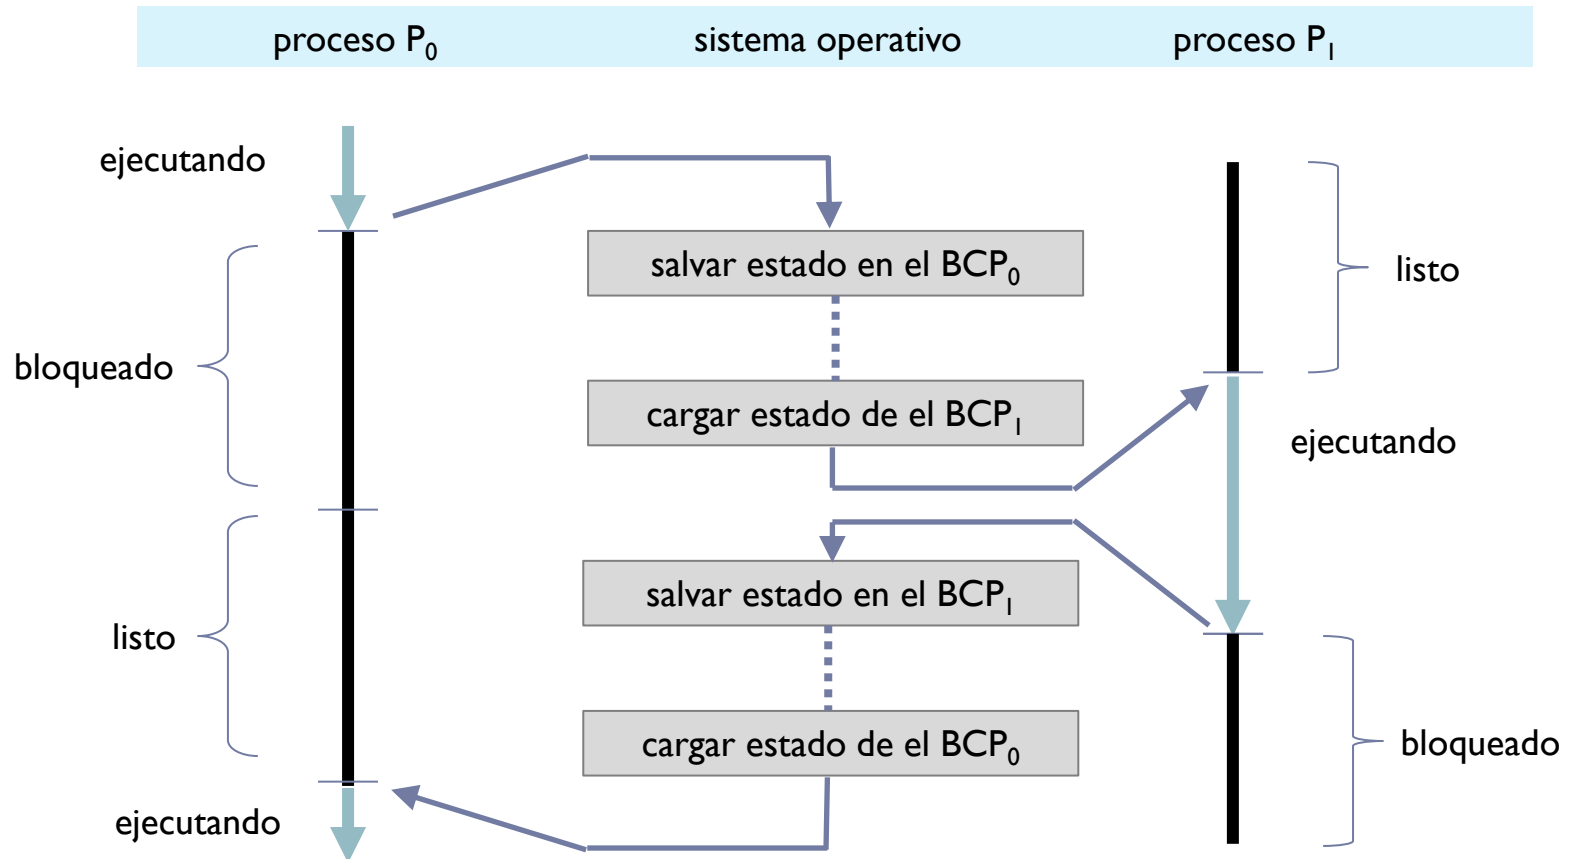 proceso P₀
sistema operativo
proceso P₁
ejecutando
salvar estado en el BCP₀
listo
bloqueado
cargar estado de el BCP₁
ejecutando
salvar estado en el BCP₁
listo
cargar estado de el BCP₀
bloqueado
ejecutando